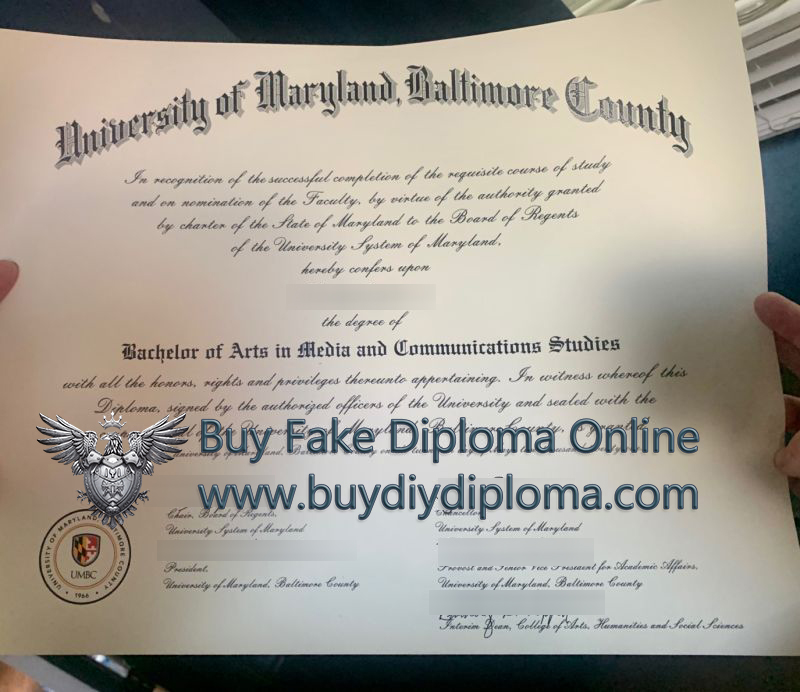 University of Maryland, Baltimore County
In recognition of the successful completion of the requisite course of study
and on nomination of the Faculty, by virtue of the authority granted
by charter of the State of Maryland to the Board of Regents
of the University System of Maryland,
hereby confers upon
the degree of
Bachelor of Arts in Media and Communications Studies
with all the honors, rights and privileges thereunto appertaining. In witness whereof this
Diploma, signed by the authorized officers of the University and sealed with the
Buy Fake Diploma Online
www.buydiydiploma.com
Chair, Board of Regents,
University System of Maryland
Chancellor
University System of Maryland
President,
University of Maryland, Baltimore County
Provost and Senior Vice President for Academic Affairs,
University of Maryland, Baltimore County
Interim Dean, College of Arts, Humanities and Social Sciences
UNIVERSITY OF MARYLAND, BALTIMORE COUNTY
UMBC
1966